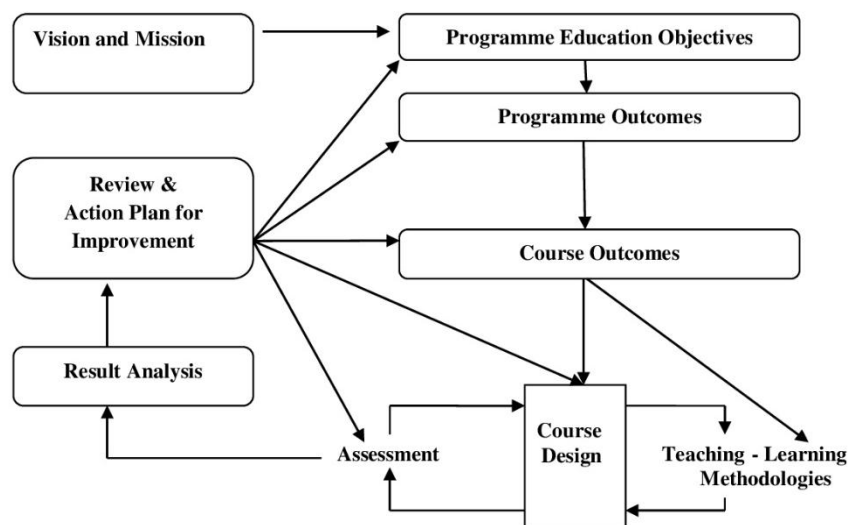 Vision and Mission
Programme Education Objectives
Programme Outcomes
Review &
Action Plan for
Improvement
Course Outcomes
Result Analysis
Assessment
Course
Design
Teaching - Learning
Methodologies